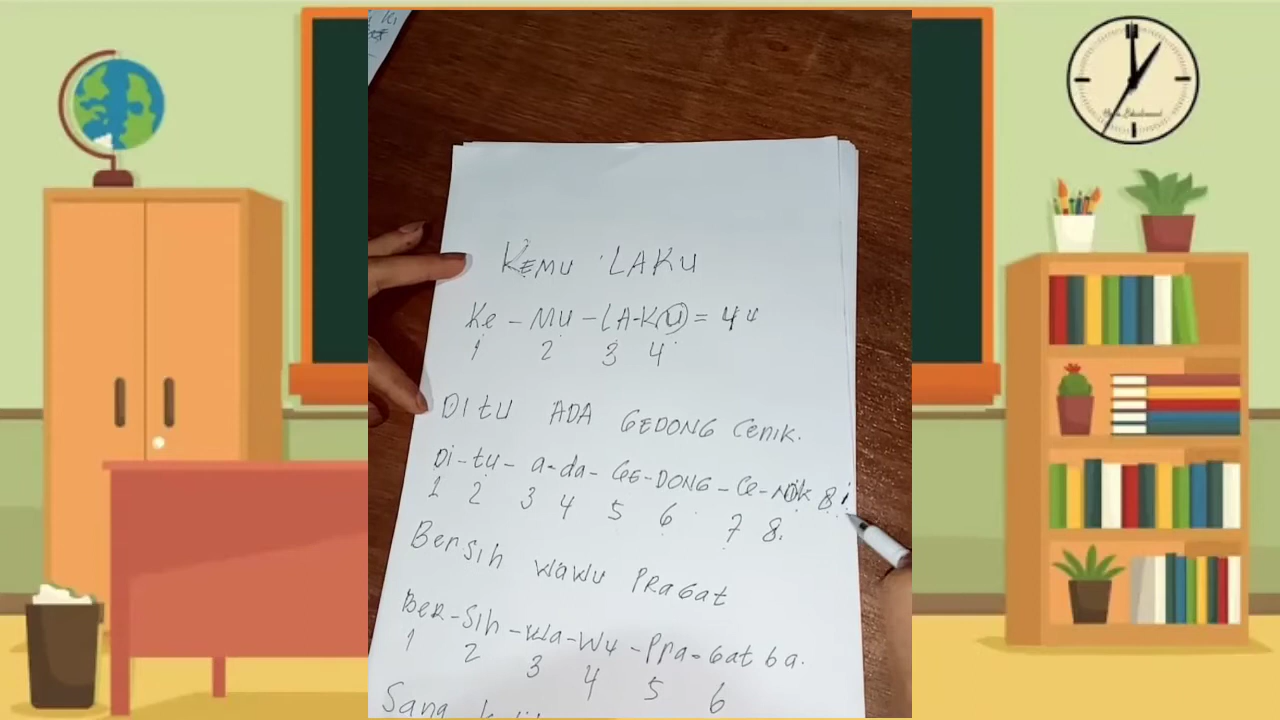 KEMU LAKU
Ke - MU - LA-KU = 4 u
1 2 3 4
DITU ADA GEDONG CENIK.
Di - tu - a - da - GE - DONG - Ce - Nik 8 i
1 2 3 4 5 6 7 8.
Bersih wawu PRAGAt
Ber - Sih - Wa - Wu - Pra - Gat 6a.
1 2 3 4 5 6
Sang